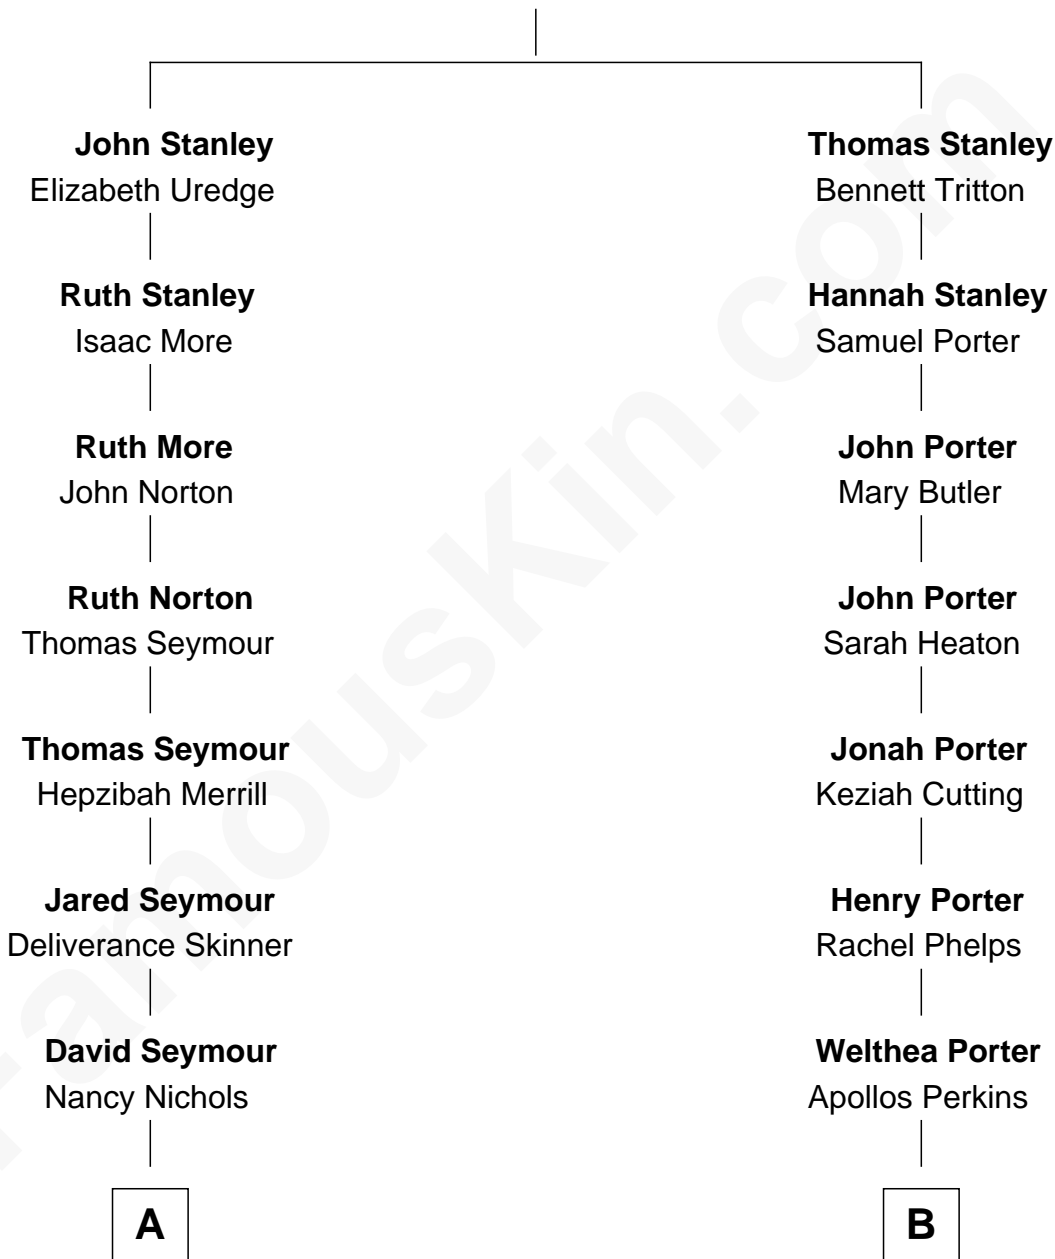 John Stanley
Elizabeth Uredge
Ruth Stanley
Isaac More
Ruth More
John Norton
Ruth Norton
Thomas Seymour
Thomas Seymour
Hepzibah Merrill
Jared Seymour
Deliverance Skinner
David Seymour
Nancy Nichols
A
Thomas Stanley
Bennett Tritton
Hannah Stanley
Samuel Porter
John Porter
Mary Butler
John Porter
Sarah Heaton
Jonah Porter
Keziah Cutting
Henry Porter
Rachel Phelps
Welthea Porter
Apollos Perkins
B
FamousKin.com